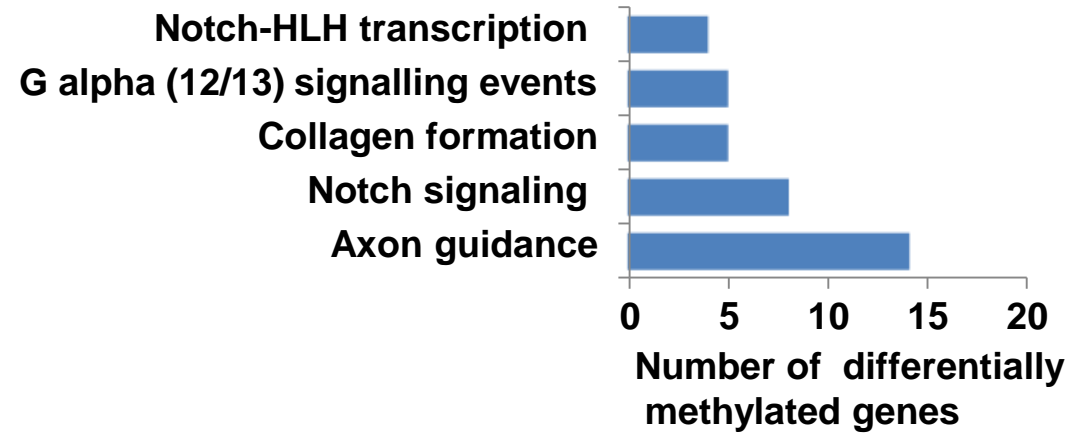 Notch-HLH transcription
G alpha (12/13) signalling events
Collagen formation
Notch signaling
Axon guidance
0 5 10 15 20
Number of differentially
methylated genes